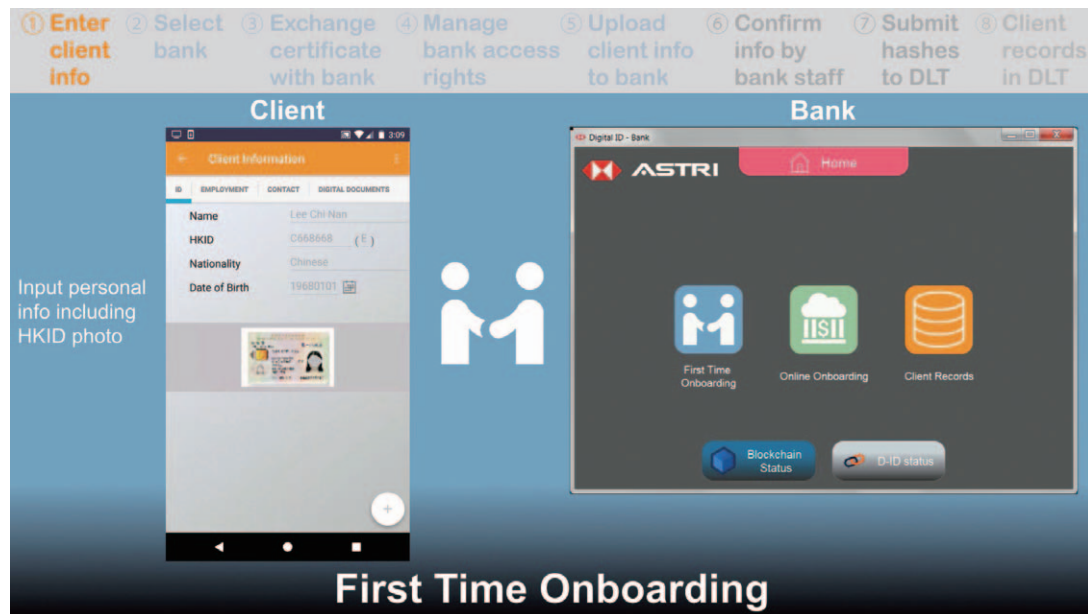 ① Enter client info
② Select bank
③ Exchange certificate with bank
④ Manage bank access rights
⑤ Upload client info to bank
⑥ Confirm info by bank staff
⑦ Submit hashes to DLT
⑧ Client records in DLT
Client
Bank
Input personal
info including
HKID photo
3:09
Client Information
ID EMPLOYMENT CONTACT DIGITAL DOCUMENTS
Name Lee Chi Nan
HKID C668668 (E)
Nationality Chinese
Date of Birth 19680101
+
Digital ID - Bank
ASTRI
Home
First Time
Onboarding
Online Onboarding
Client Records
Blockchain
Status
D-ID status
First Time Onboarding